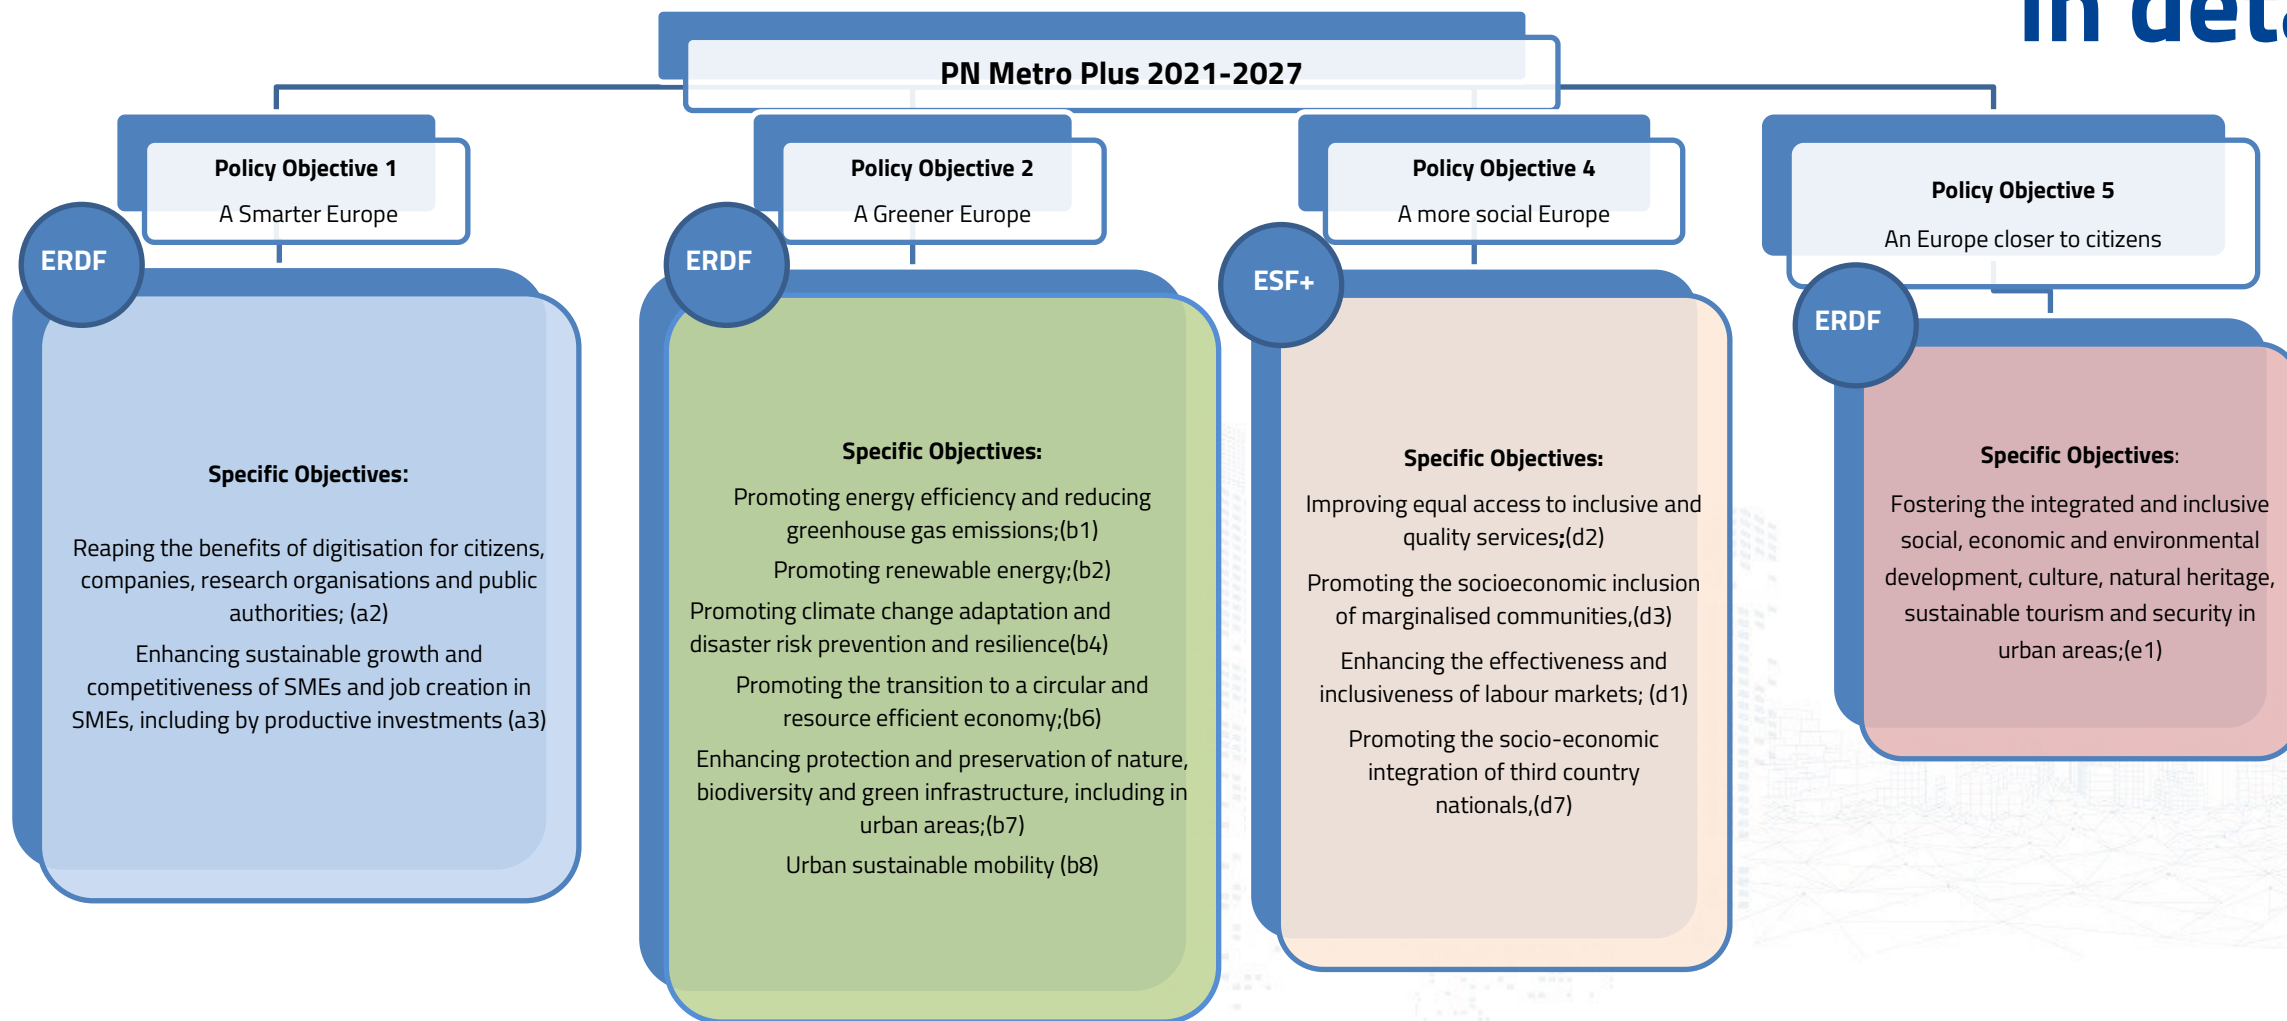 in
PN Metro Plus 2021-2027
Policy Objective 1
A Smarter Europe
ERDF
Specific Objectives:
Reaping the benefits of digitisation for citizens,
companies, research organisations and public
authorities; (a2)
Enhancing sustainable growth and
competitiveness of SMEs and job creation in
SMEs, including by productive investments (a3)
Policy Objective 2
A Greener Europe
ERDF
Specific Objectives:
Promoting energy efficiency and reducing
greenhouse gas emissions;(b1)
Promoting renewable energy;(b2)
Promoting climate change adaptation and
disaster risk prevention and resilience(b4)
Promoting the transition to a circular and
resource efficient economy;(b6)
Enhancing protection and preservation of nature,
biodiversity and green infrastructure, including in
urban areas;(b7)
Urban sustainable mobility (b8)
Policy Objective 4
A more social Europe
ESF+
Specific Objectives:
Improving equal access to inclusive and
quality services;(d2)
Promoting the socioeconomic inclusion
of marginalised communities,(d3)
Enhancing the effectiveness and
inclusiveness of labour markets; (d1)
Promoting the socio-economic
integration of third country
nationals,(d7)
Policy Objective 5
An Europe closer to citizens
ERDF
Specific Objectives:
Fostering the integrated and inclusive
social, economic and environmental
development, culture, natural heritage,
sustainable tourism and security in
urban areas;(e1)